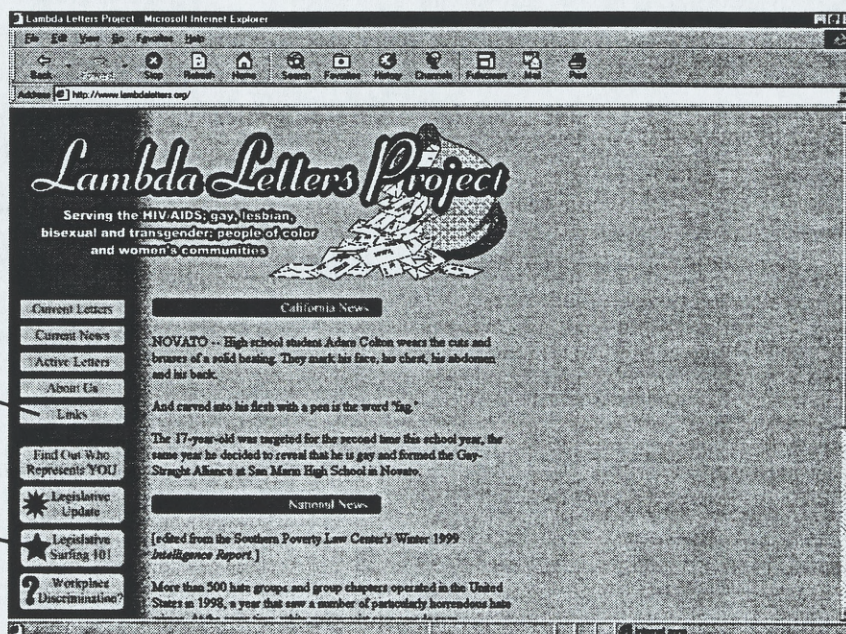 Lambda Letters Project - Microsoft Internet Explorer
File Edit View Go Favorites Help
Back Forward Stop Refresh Home Search Favorites History Channels Fullscreen Mail Print
Address http://www.lambdaletters.org/
Lambda Letters Project
Serving the HIV-AIDS; gay, lesbian,
bisexual and transgender; people of color
and women's communities
Current Letters
Current News
Active Letters
About Us
Links
Find Out Who
Represents YOU
Legislative
Update
Legislative
Surfing 101
? Workplace
Discrimination?
California News
NOVATO -- High school student Adam Colton wears the cuts and
bruises of a solid beating. They mark his face, his chest, his abdomen
and his back.
And carved into his flesh with a pen is the word "fag."
The 17-year-old was targeted for the second time this school year, the
same year he decided to reveal that he is gay and formed the Gay-
Straight Alliance at San Marin High School in Novato.
National News
[edited from the Southern Poverty Law Center's Winter 1999
Intelligence Report.]
More than 500 hate groups and group chapters operated in the United
States in 1998, a year that saw a number of particularly horrendous hate